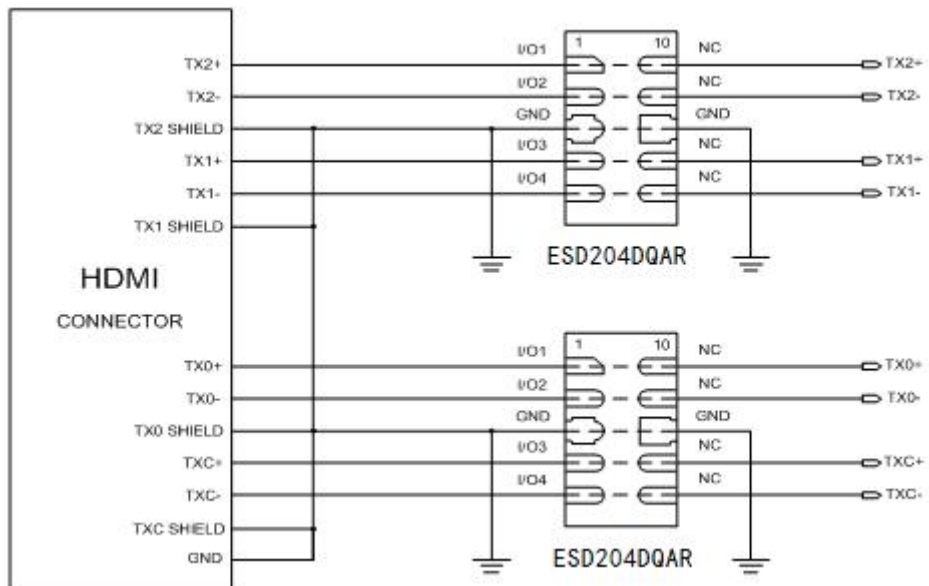 I/O1 1 10 NC
TX2+ TX2+
I/O2 NC
TX2- TX2-
GND GND
TX2 SHIELD
I/O3 NC
TX1+ TX1+
I/O4 NC
TX1- TX1-
TX1 SHIELD
ESD204DQAR
HDMI
CONNECTOR
I/O1 1 10 NC
TX0+ TX0+
I/O2 NC
TX0- TX0-
GND GND
TX0 SHIELD
I/O3 NC
TXC+ TXC+
I/O4 NC
TXC- TXC-
TXC SHIELD
GND
ESD204DQAR